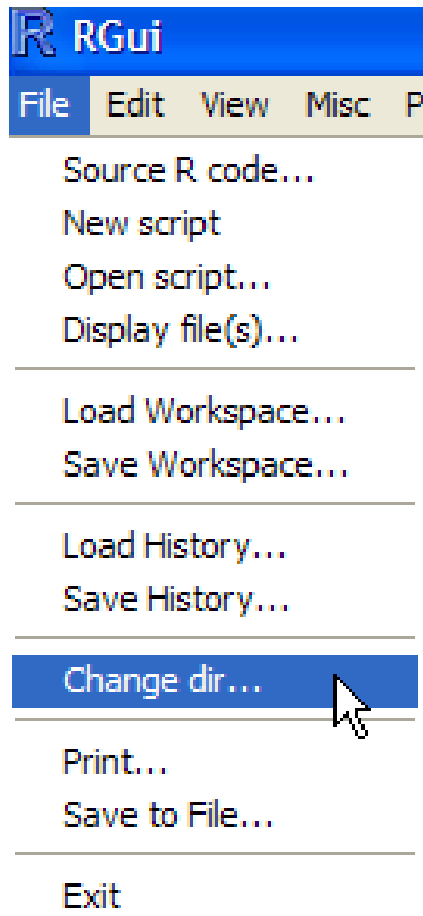 R RGui
File Edit View Misc P
Source R code...
New script
Open script...
Display file(s)...
Load Workspace...
Save Workspace...
Load History...
Save History...
Change dir...
Print...
Save to File...
Exit